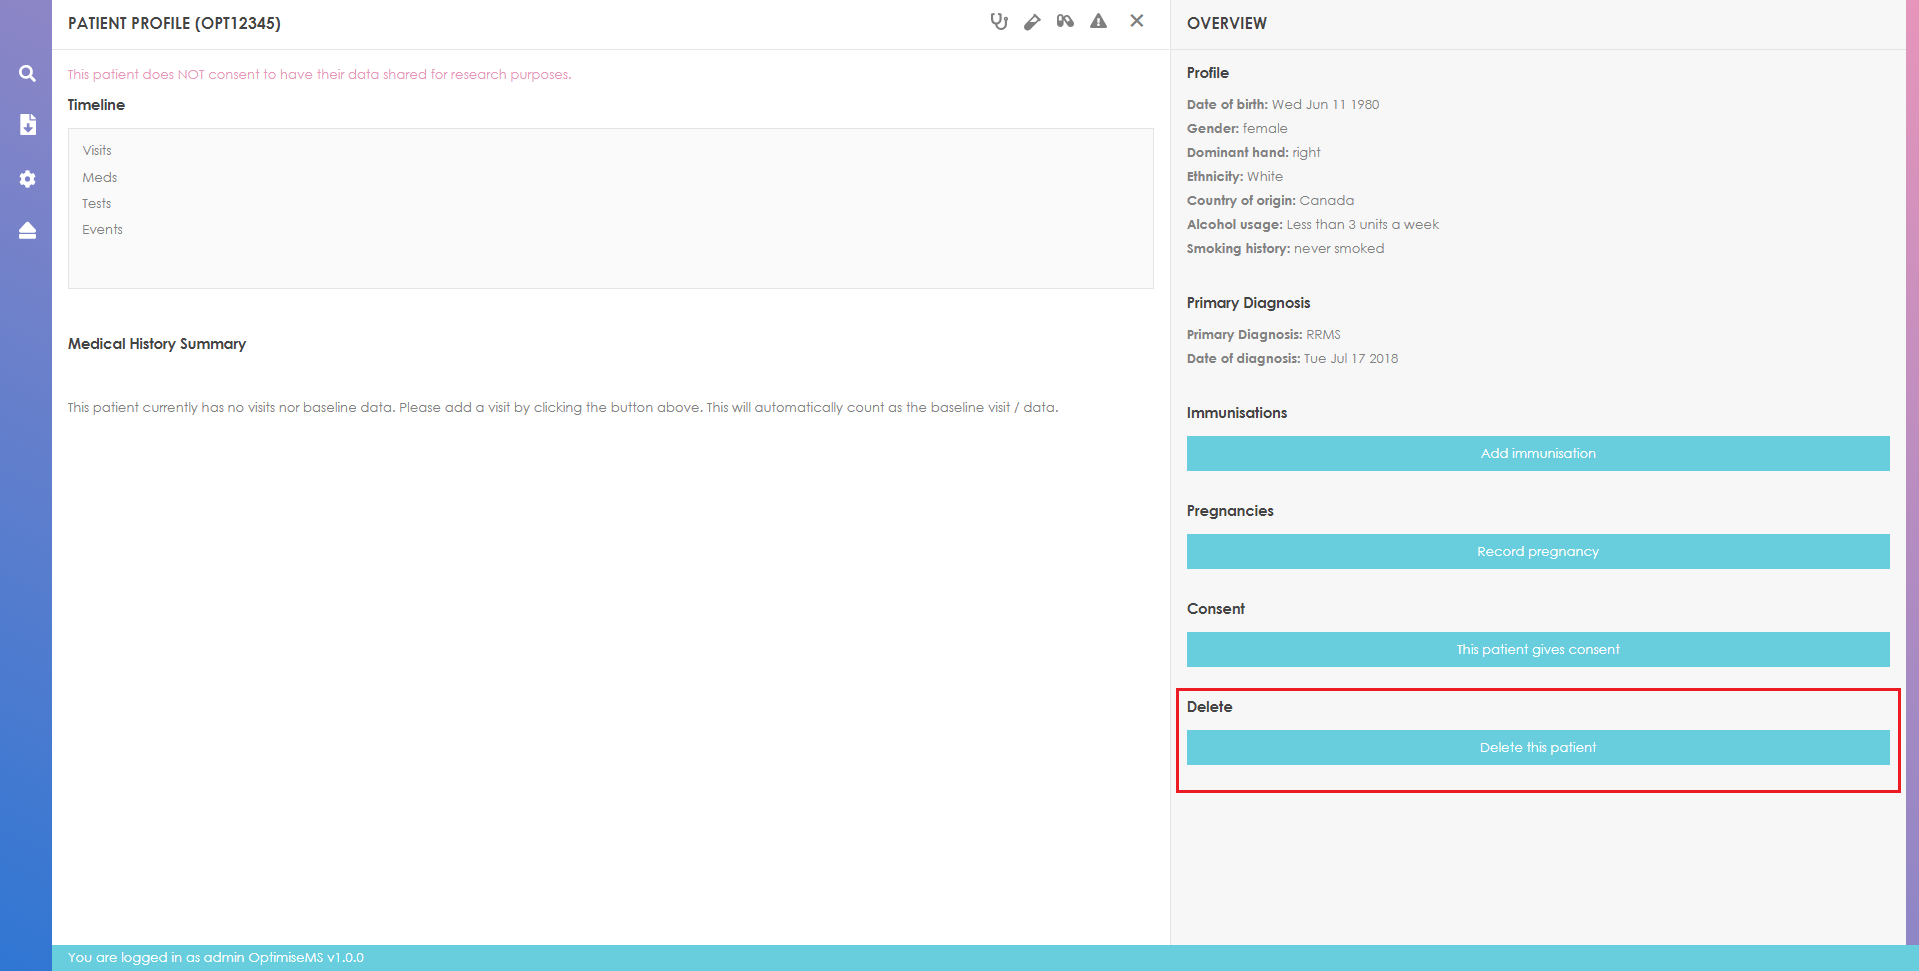 PATIENT PROFILE (OPT12345)
This patient does NOT consent to have their data shared for research purposes.
Timeline
Visits
Meds
Tests
Events
Medical History Summary
This patient currently has no visits nor baseline data. Please add a visit by clicking the button above. This will automatically count as the baseline visit / data.
OVERVIEW
Profile
Date of birth: Wed Jun 11 1980
Gender: female
Dominant hand: right
Ethnicity: White
Country of origin: Canada
Alcohol usage: Less than 3 units a week
Smoking history: never smoked
Primary Diagnosis
Primary Diagnosis: RRMS
Date of diagnosis: Tue Jul 17 2018
Immunisations
Add immunisation
Pregnancies
Record pregnancy
Consent
This patient gives consent
Delete
Delete this patient
You are logged in as admin OptimiseMS v1.0.0